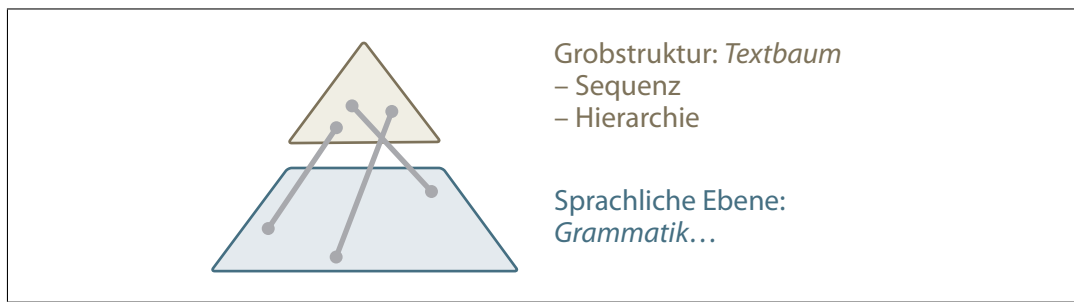 Grobstruktur: Textbaum
– Sequenz
– Hierarchie
Sprachliche Ebene:
Grammatik…